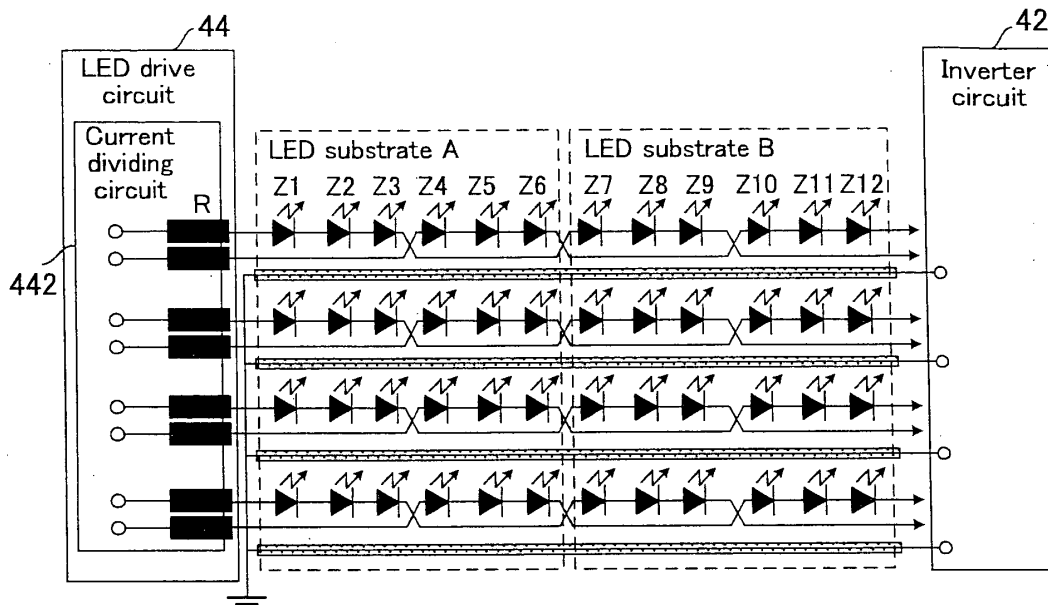 44
42
LED drive
circuit
Inverter
circuit
Current
dividing
circuit
LED substrate A
LED substrate B
R
Z1 Z2 Z3 Z4 Z5 Z6 Z7 Z8 Z9 Z10 Z11 Z12
442